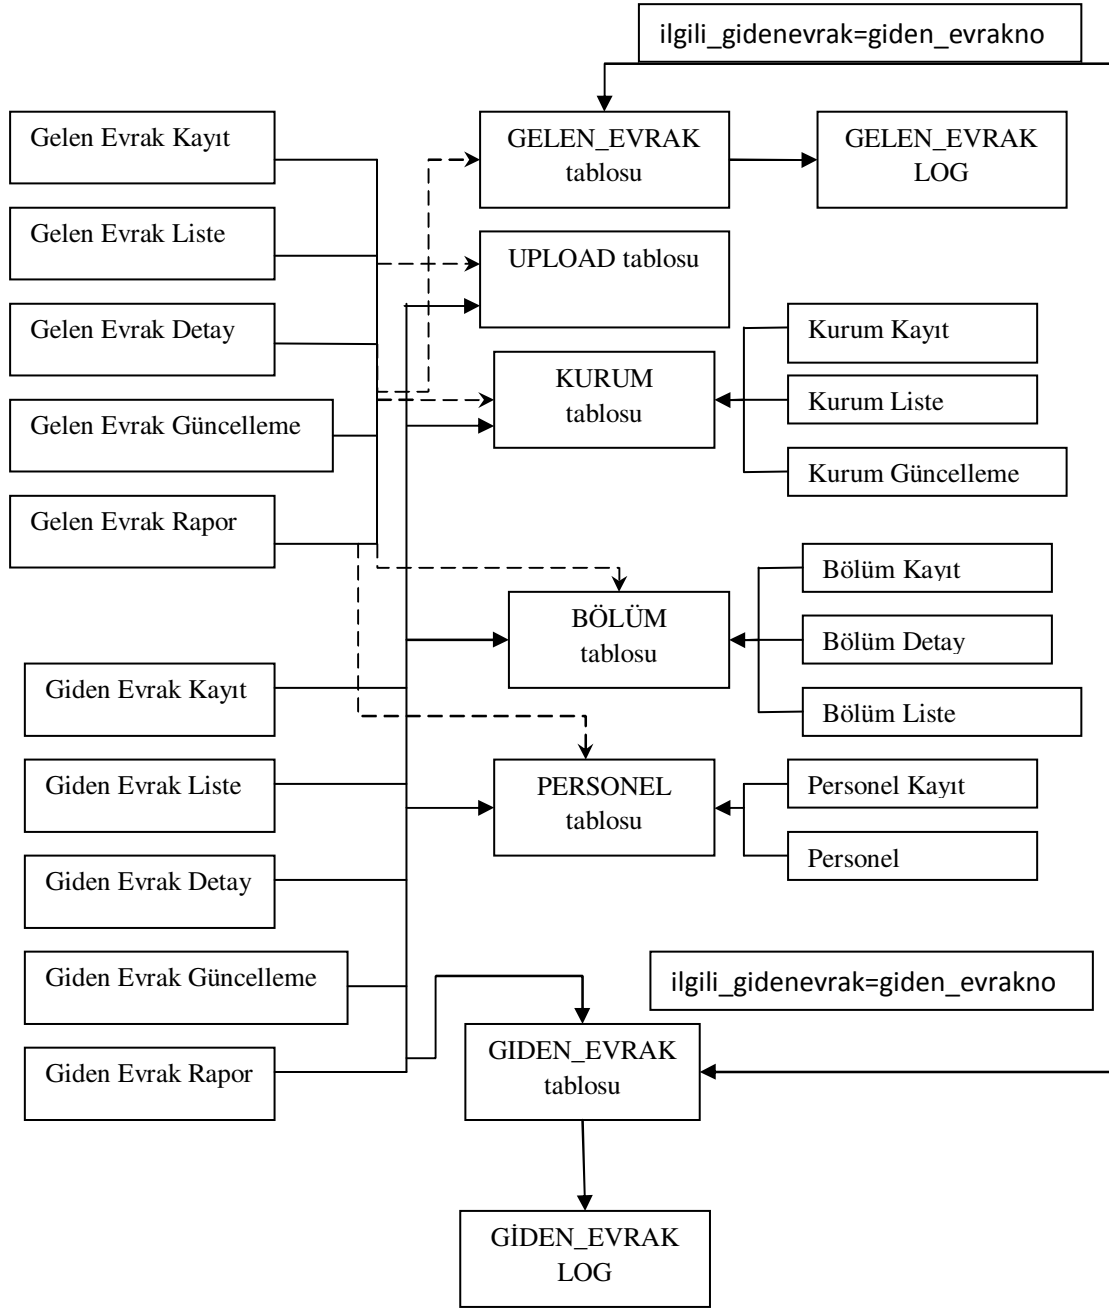 ilgili_gidenevrak=giden_evrakno
Gelen Evrak Kayıt
GELEN_EVRAK
tablosu
GELEN_EVRAK
LOG
Gelen Evrak Liste
UPLOAD tablosu
Gelen Evrak Detay
Kurum Kayıt
KURUM
tablosu
Kurum Liste
Gelen Evrak Güncelleme
Kurum Güncelleme
Gelen Evrak Rapor
Bölüm Kayıt
BÖLÜM
tablosu
Bölüm Detay
Giden Evrak Kayıt
Bölüm Liste
Giden Evrak Liste
PERSONEL
tablosu
Personel Kayıt
Personel
Giden Evrak Detay
Giden Evrak Güncelleme
ilgili_gidenevrak=giden_evrakno
Giden Evrak Rapor
GIDEN_EVRAK
tablosu
GİDEN_EVRAK
LOG